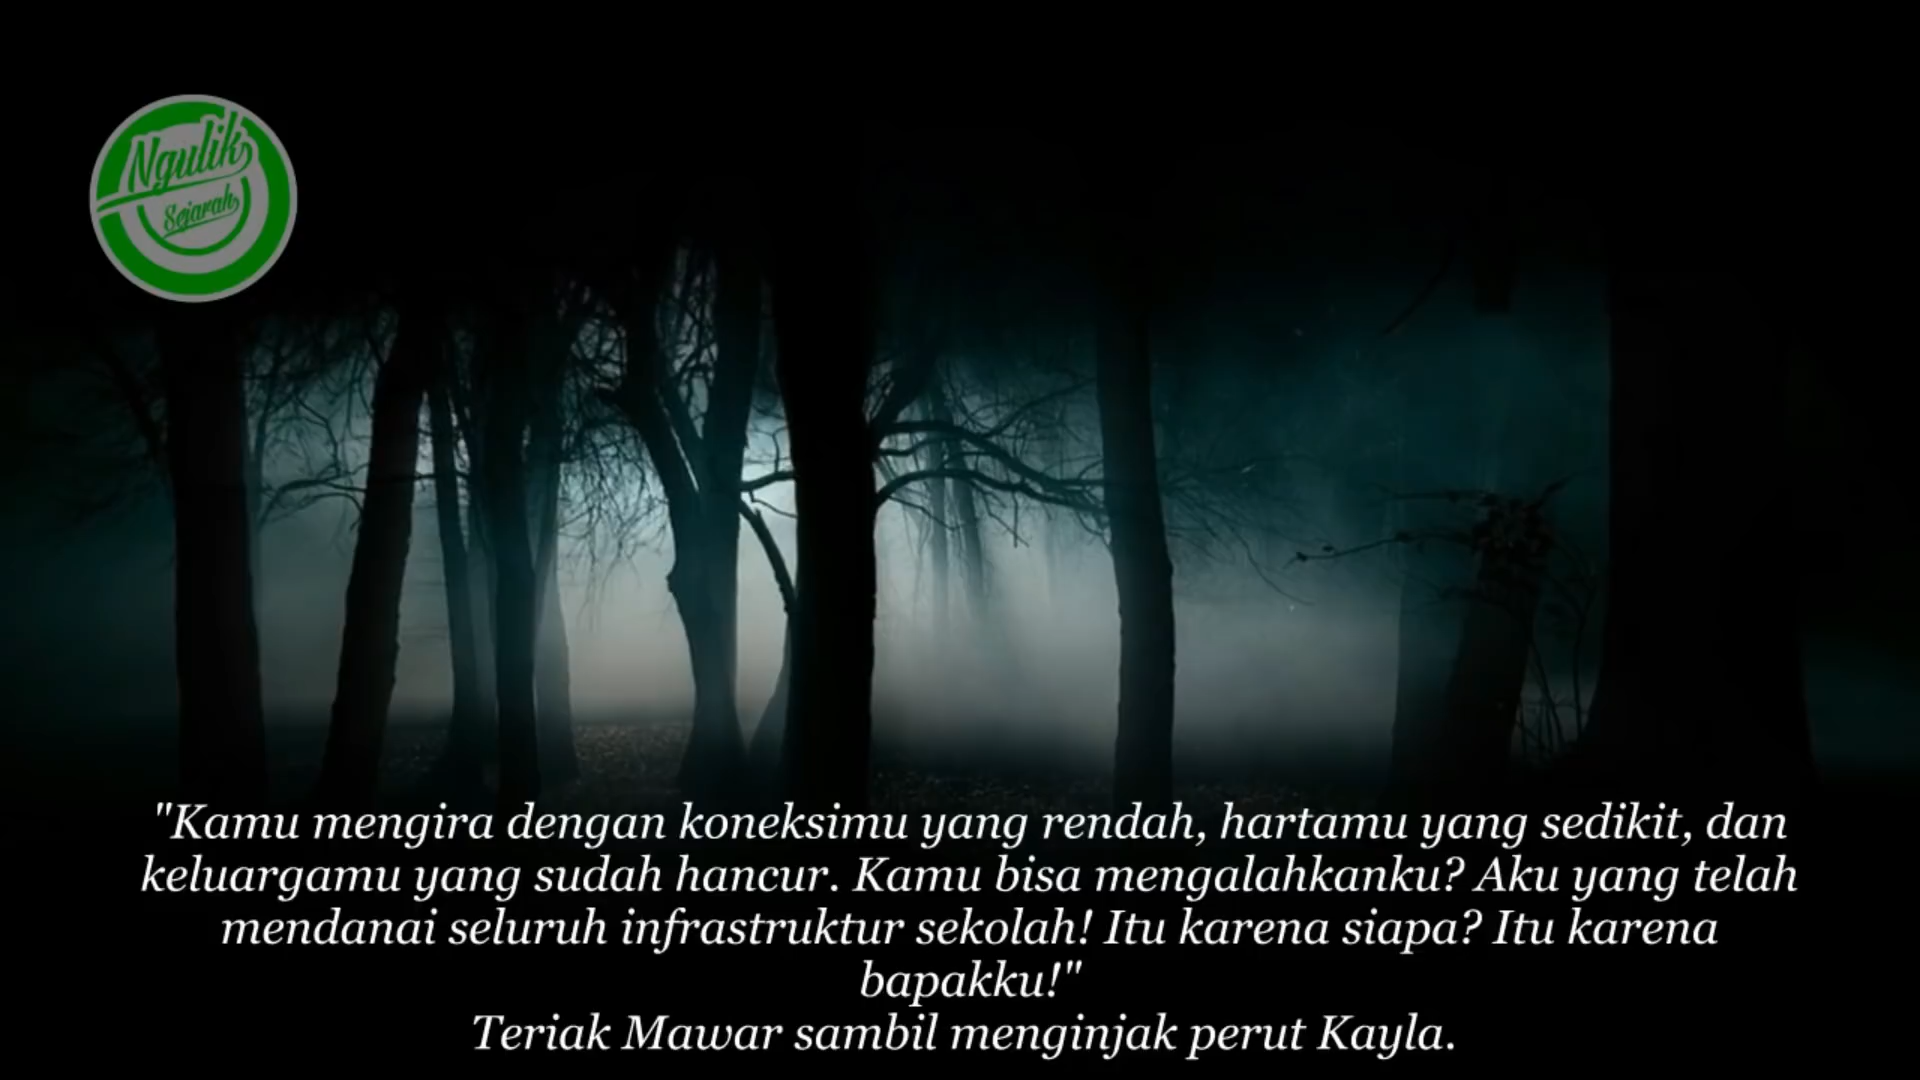 Ngulik
Sejarah
"Kamu mengira dengan koneksimu yang rendah, hartamu yang sedikit, dan
keluargamu yang sudah hancur. Kamu bisa mengalahkanku? Aku yang telah
mendanai seluruh infrastruktur sekolah! Itu karena siapa? Itu karena
bapakku!"
Teriak Mawar sambil menginjak perut Kayla.